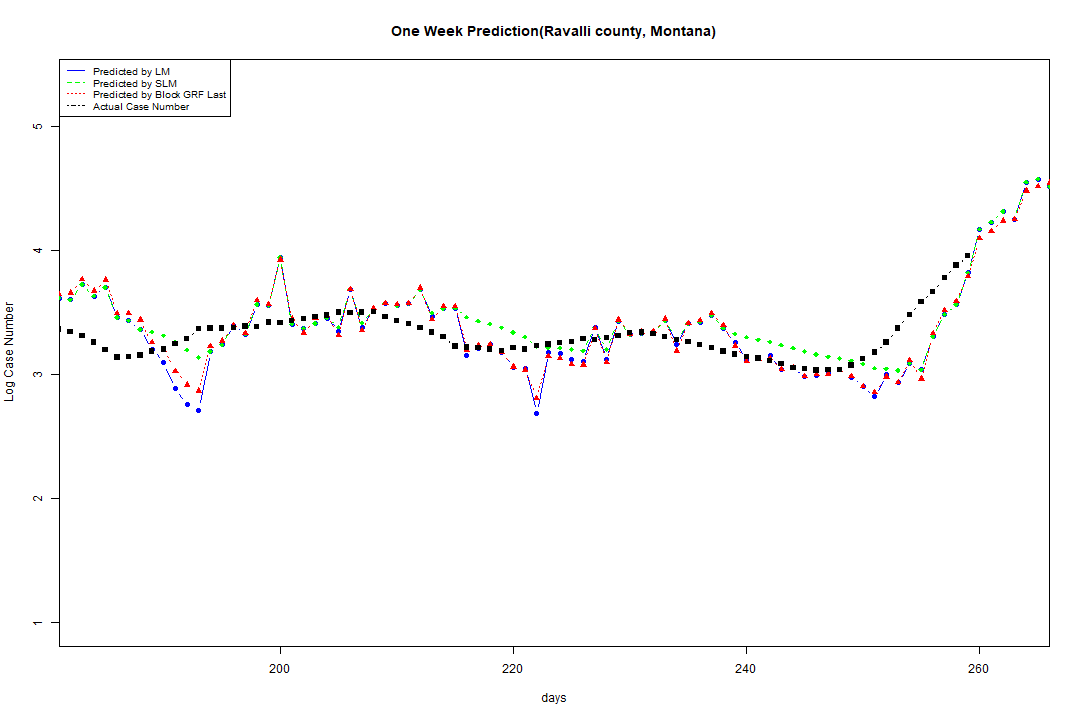 One Week Prediction(Ravalli county, Montana)
Predicted by LM
Predicted by SLM
Predicted by Block GRF Last
Actual Case Number
5
4
3
2
1
Log Case Number
200
220
240
260
days